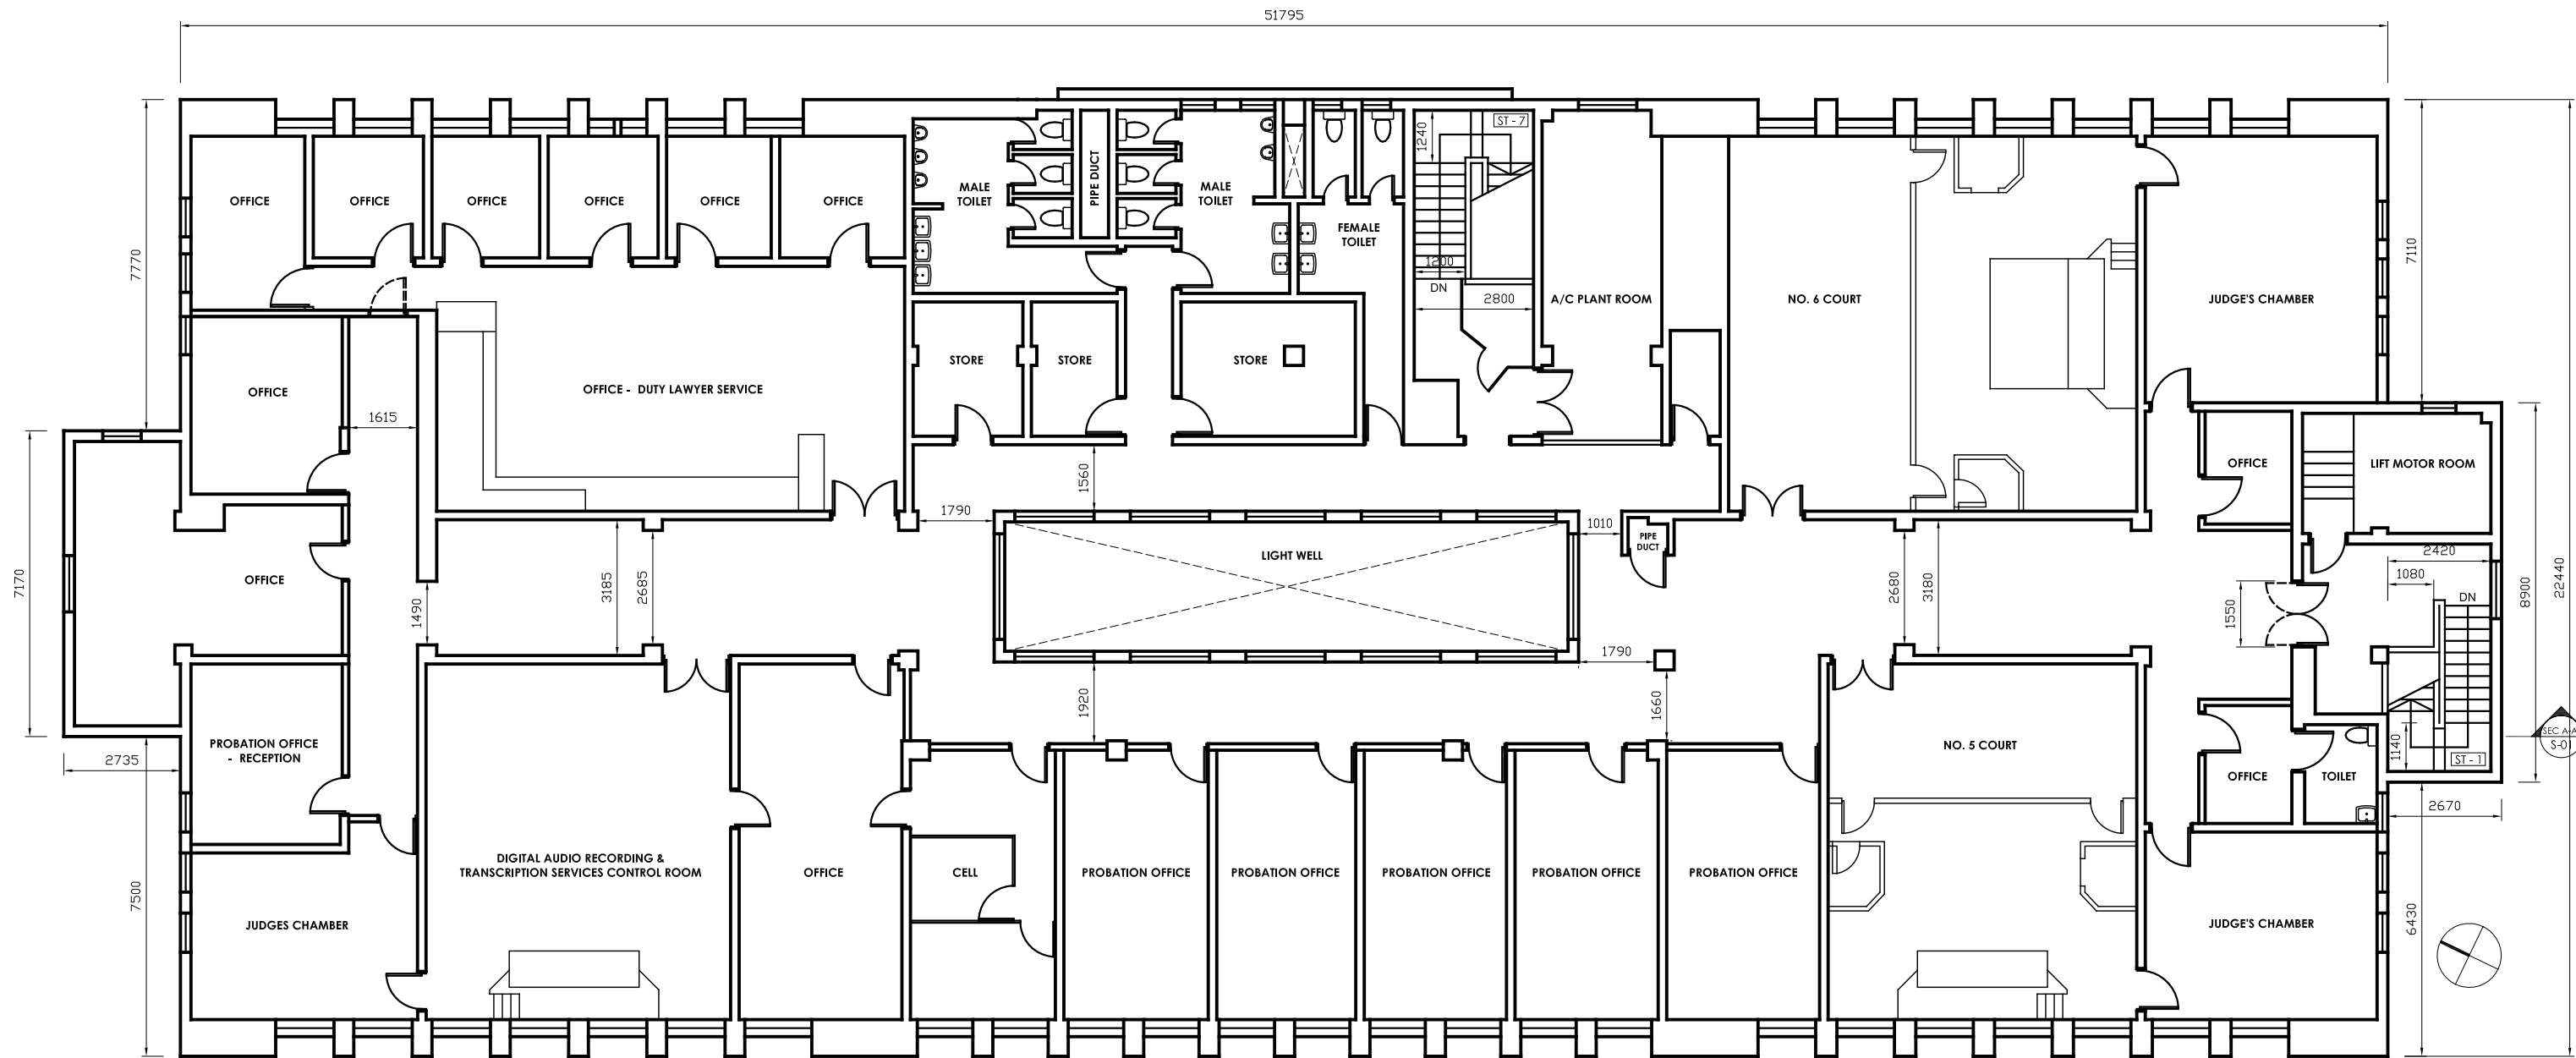 51795
ST - 7
1240
PIPE DUCT
MALE
TOILET
MALE
TOILET
OFFICE
OFFICE
OFFICE
OFFICE
OFFICE
OFFICE
FEMALE
TOILET
7770
7110
1200
DN
2800
A/C PLANT ROOM
NO. 6 COURT
JUDGE'S CHAMBER
STORE
STORE
STORE
OFFICE
OFFICE - DUTY LAWYER SERVICE
1615
OFFICE
LIFT MOTOR ROOM
1560
1790
1010
PIPE
DUCT
LIGHT WELL
2420
1080
DN
7170
OFFICE
1490
3185
2685
2680
3180
1550
8900
22440
1790
1920
1660
PROBATION OFFICE
- RECEPTION
NO. 5 COURT
SEC A-A
S-01
2735
1140
ST - 1
OFFICE
TOILET
2670
DIGITAL AUDIO RECORDING &
TRANSCRIPTION SERVICES CONTROL ROOM
OFFICE
CELL
PROBATION OFFICE
PROBATION OFFICE
PROBATION OFFICE
PROBATION OFFICE
PROBATION OFFICE
7500
JUDGES CHAMBER
JUDGE'S CHAMBER
6430